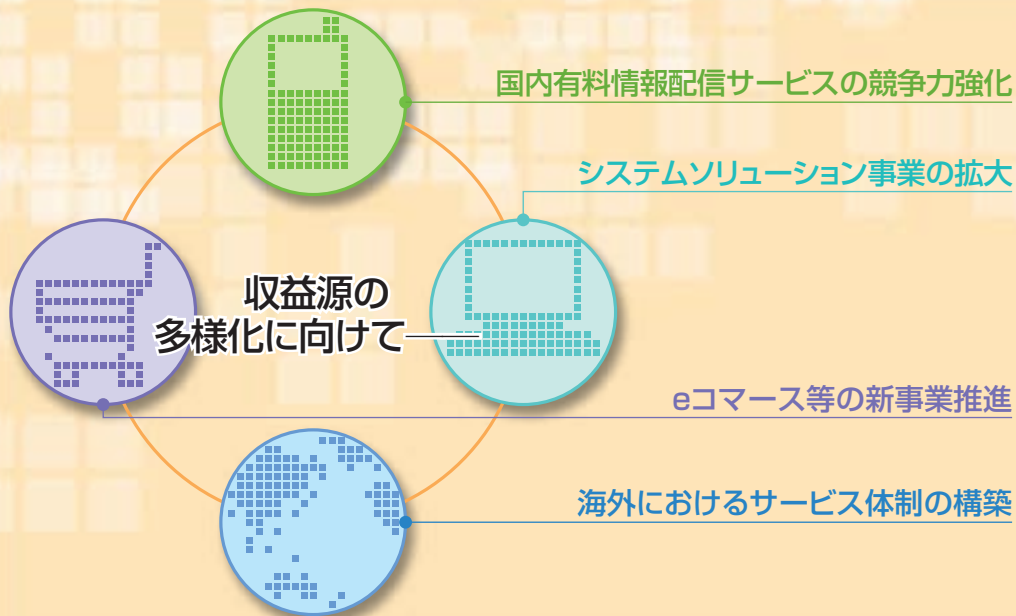 国内有料情報配信サービスの競争力強化
システムソリューション事業の拡大
収益源の
多様化に向けて
eコマース等の新事業推進
海外におけるサービス体制の構築